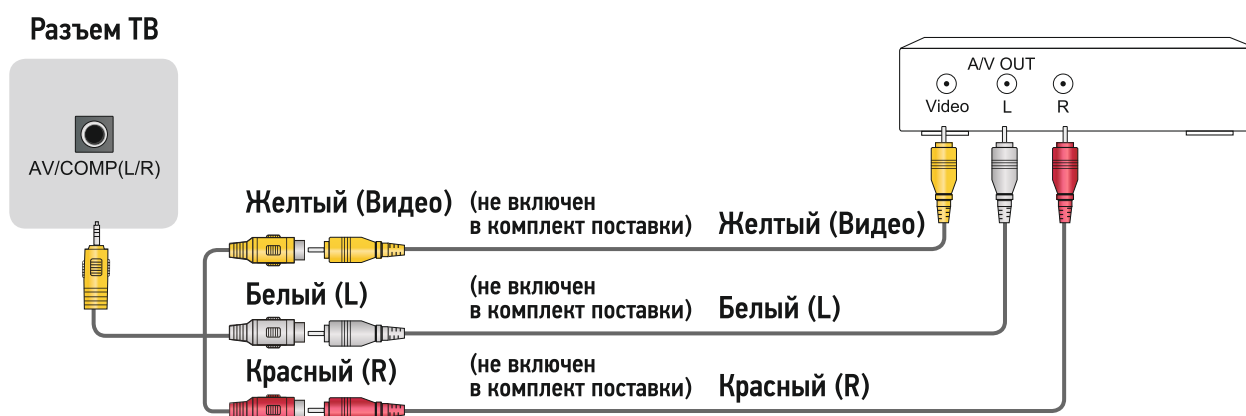 Разъем ТВ
AV/COMP(L/R)
A/V OUT
Video L R
Желтый (Видео)
(не включен
в комплект поставки)
Желтый (Видео)
Белый (L)
(не включен
в комплект поставки)
Белый (L)
Красный (R)
(не включен
в комплект поставки)
Красный (R)